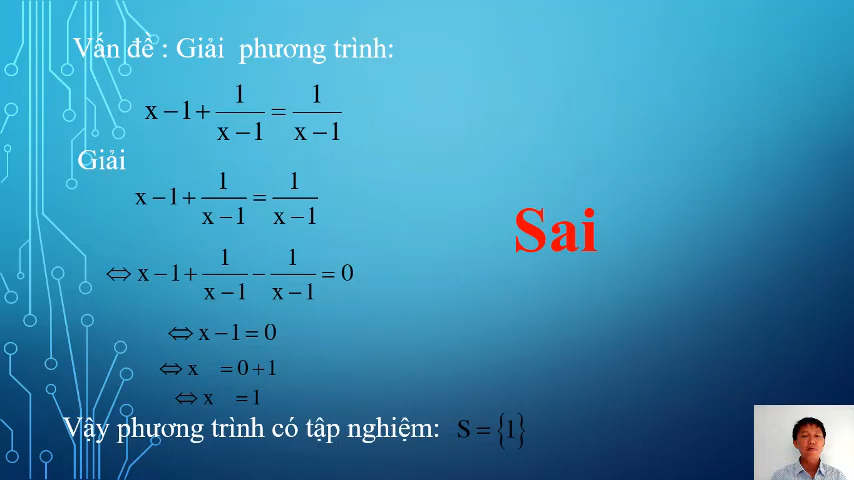 Vấn đề : Giải phương trình:
x − 1 + 1/(x − 1) = 1/(x − 1)
Giải
x − 1 + 1/(x − 1) = 1/(x − 1)
⇔ x − 1 + 1/(x − 1) − 1/(x − 1) = 0
⇔ x − 1 = 0
⇔ x = 0 + 1
⇔ x = 1
Vậy phương trình có tập nghiệm: S = {1}
Sai